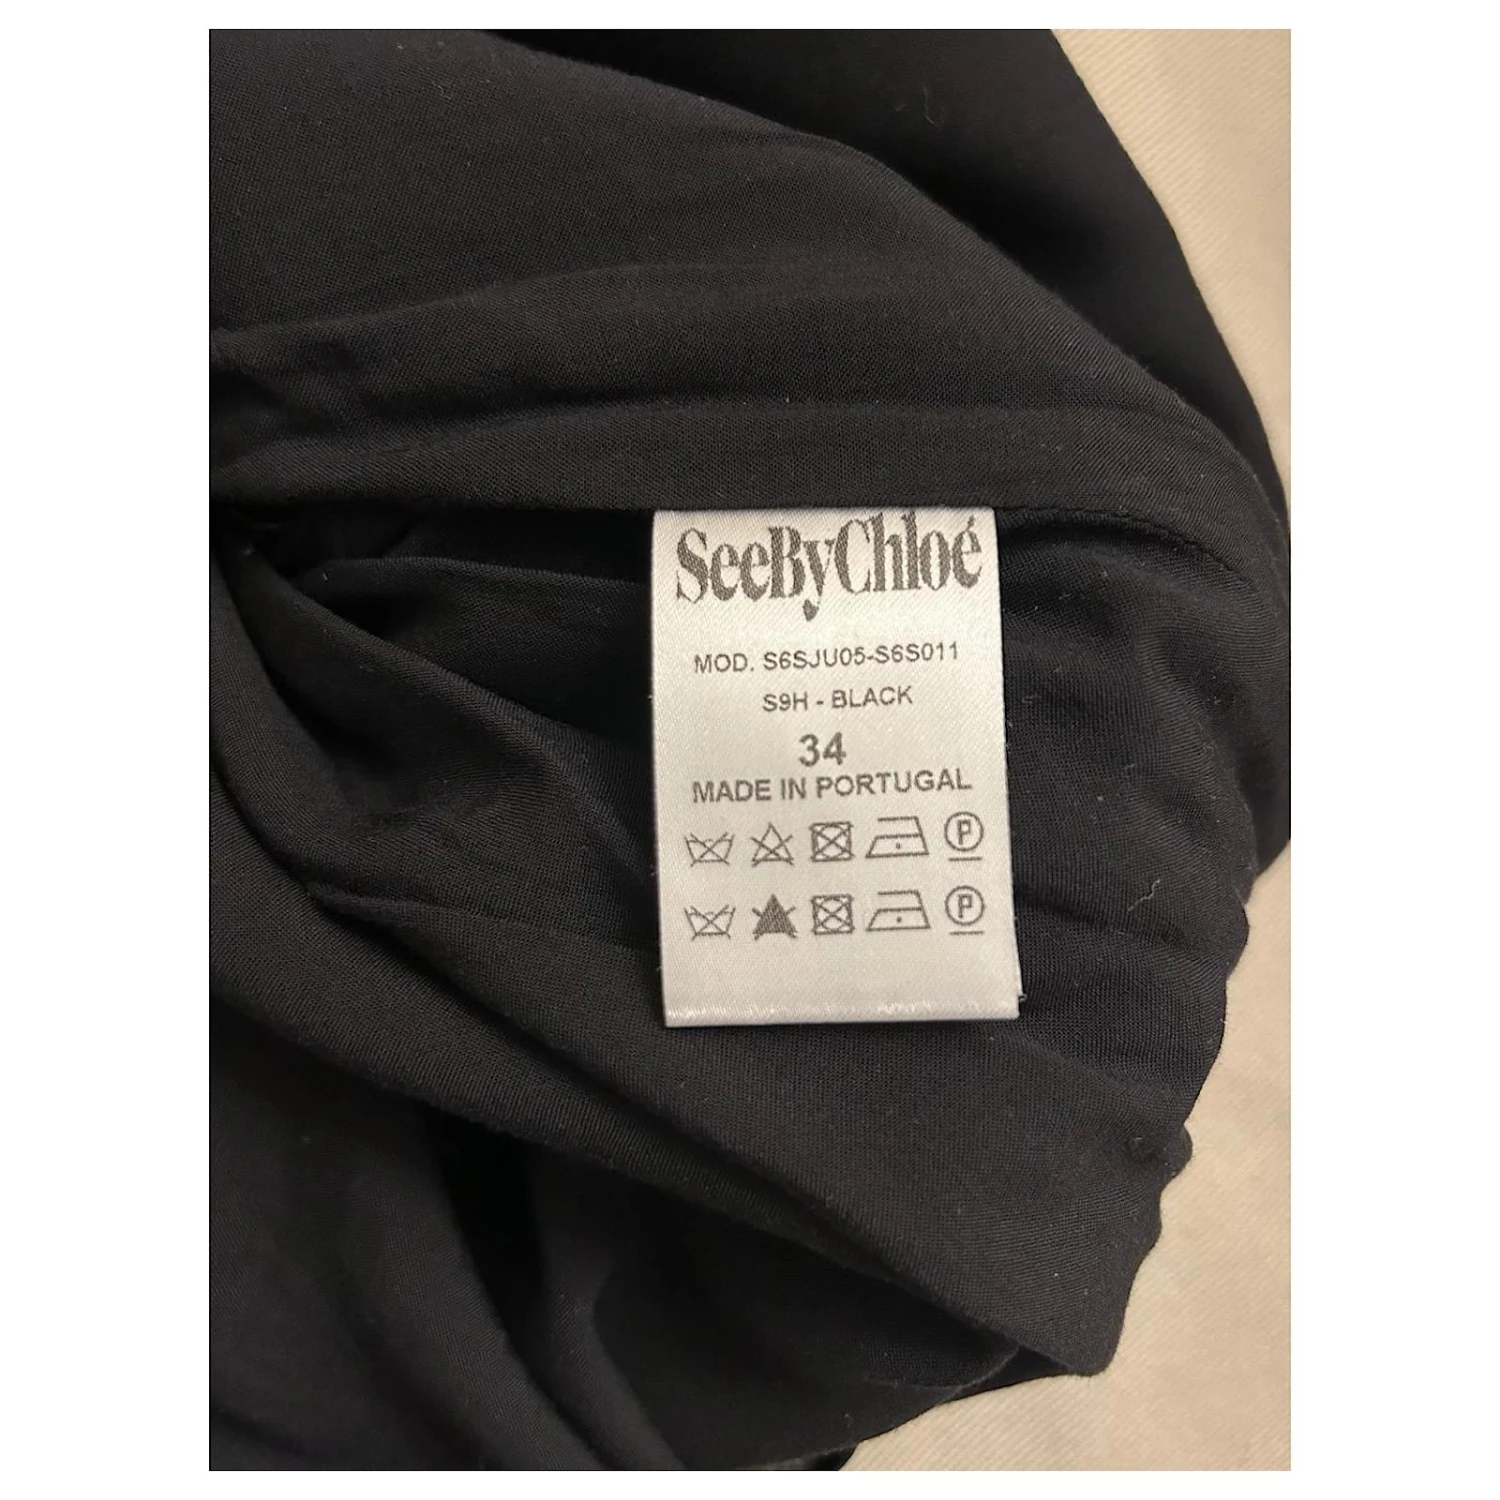 SeeByChloé
MOD. S6SJU05-S6S011
S9H - BLACK
34
MADE IN PORTUGAL
P
P